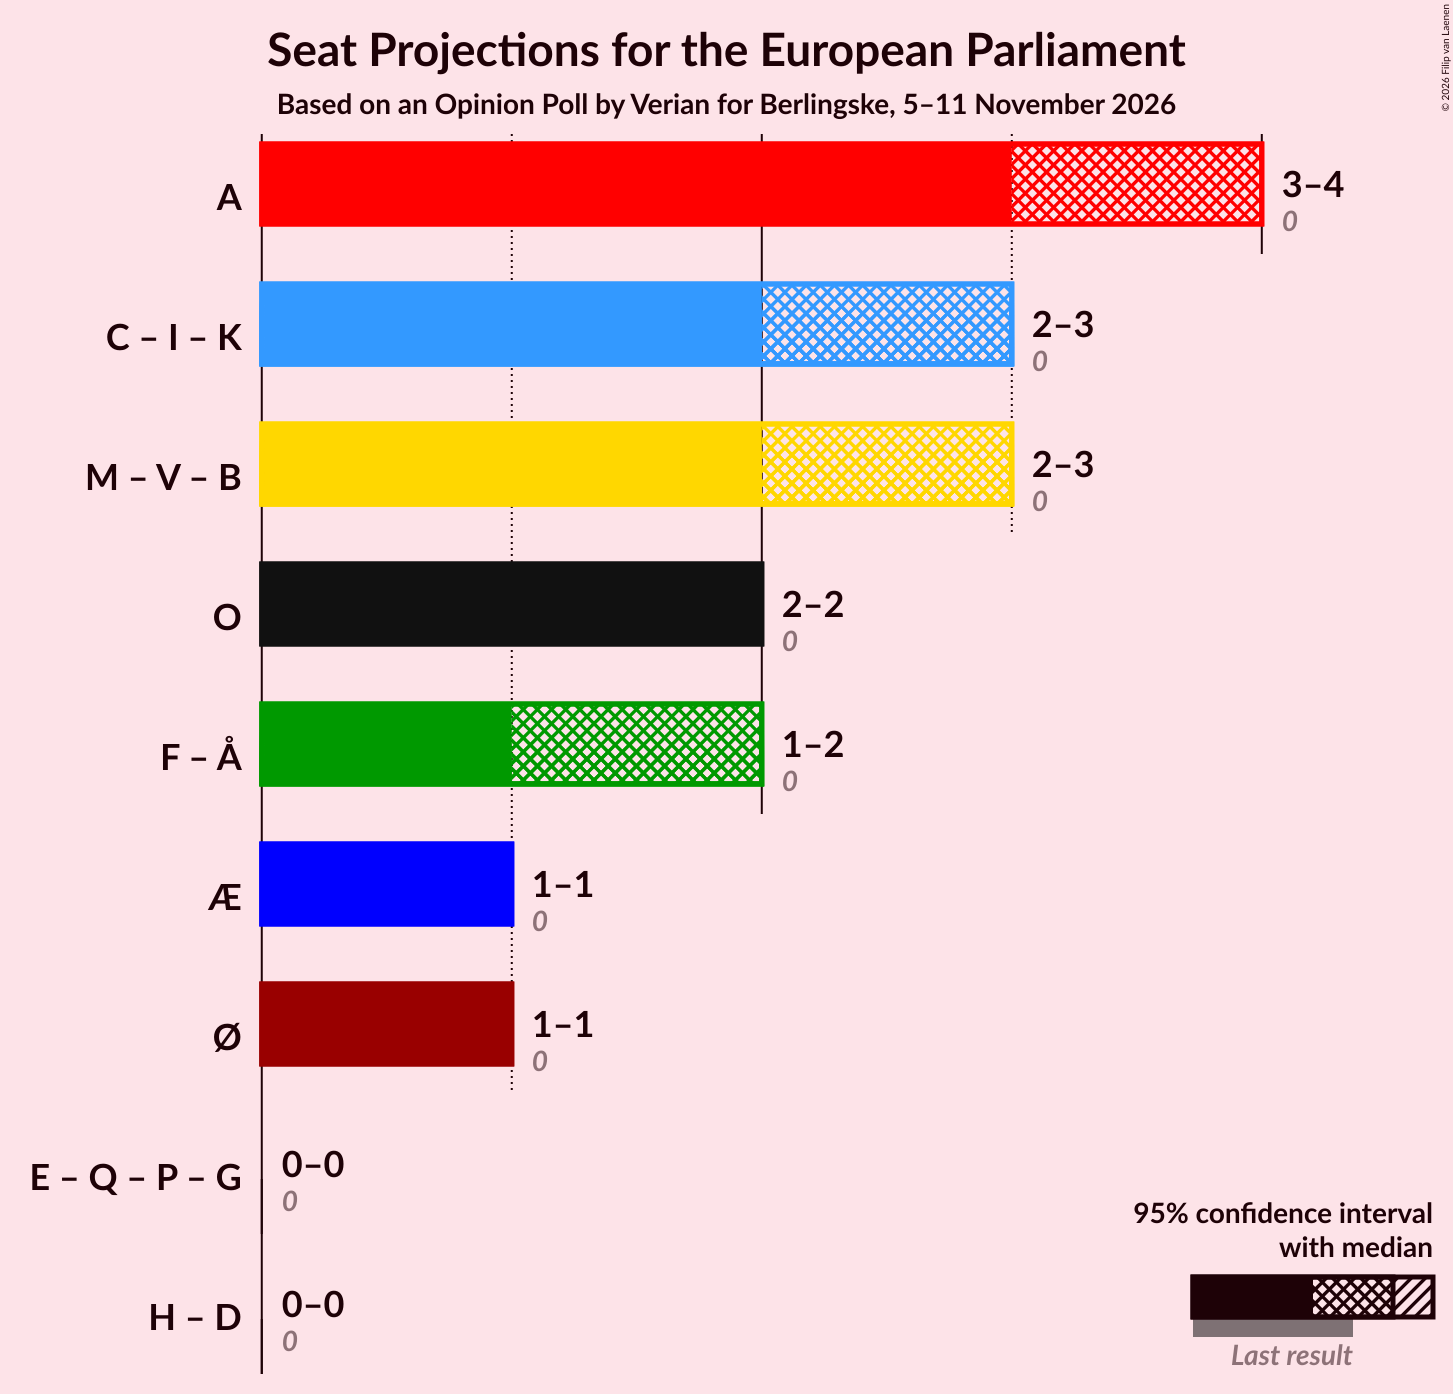 Seat Projections for the European Parliament
Based on an Opinion Poll by Verian for Berlingske, 5–11 November 2026
© 2026 Filip van Laenen
A
3–4
0
C – I – K
2–3
0
M – V – B
2–3
0
O
2–2
0
F – Å
1–2
0
Æ
1–1
0
Ø
1–1
0
E – Q – P – G
0–0
0
H – D
0–0
0
95% confidence interval
with median
Last result